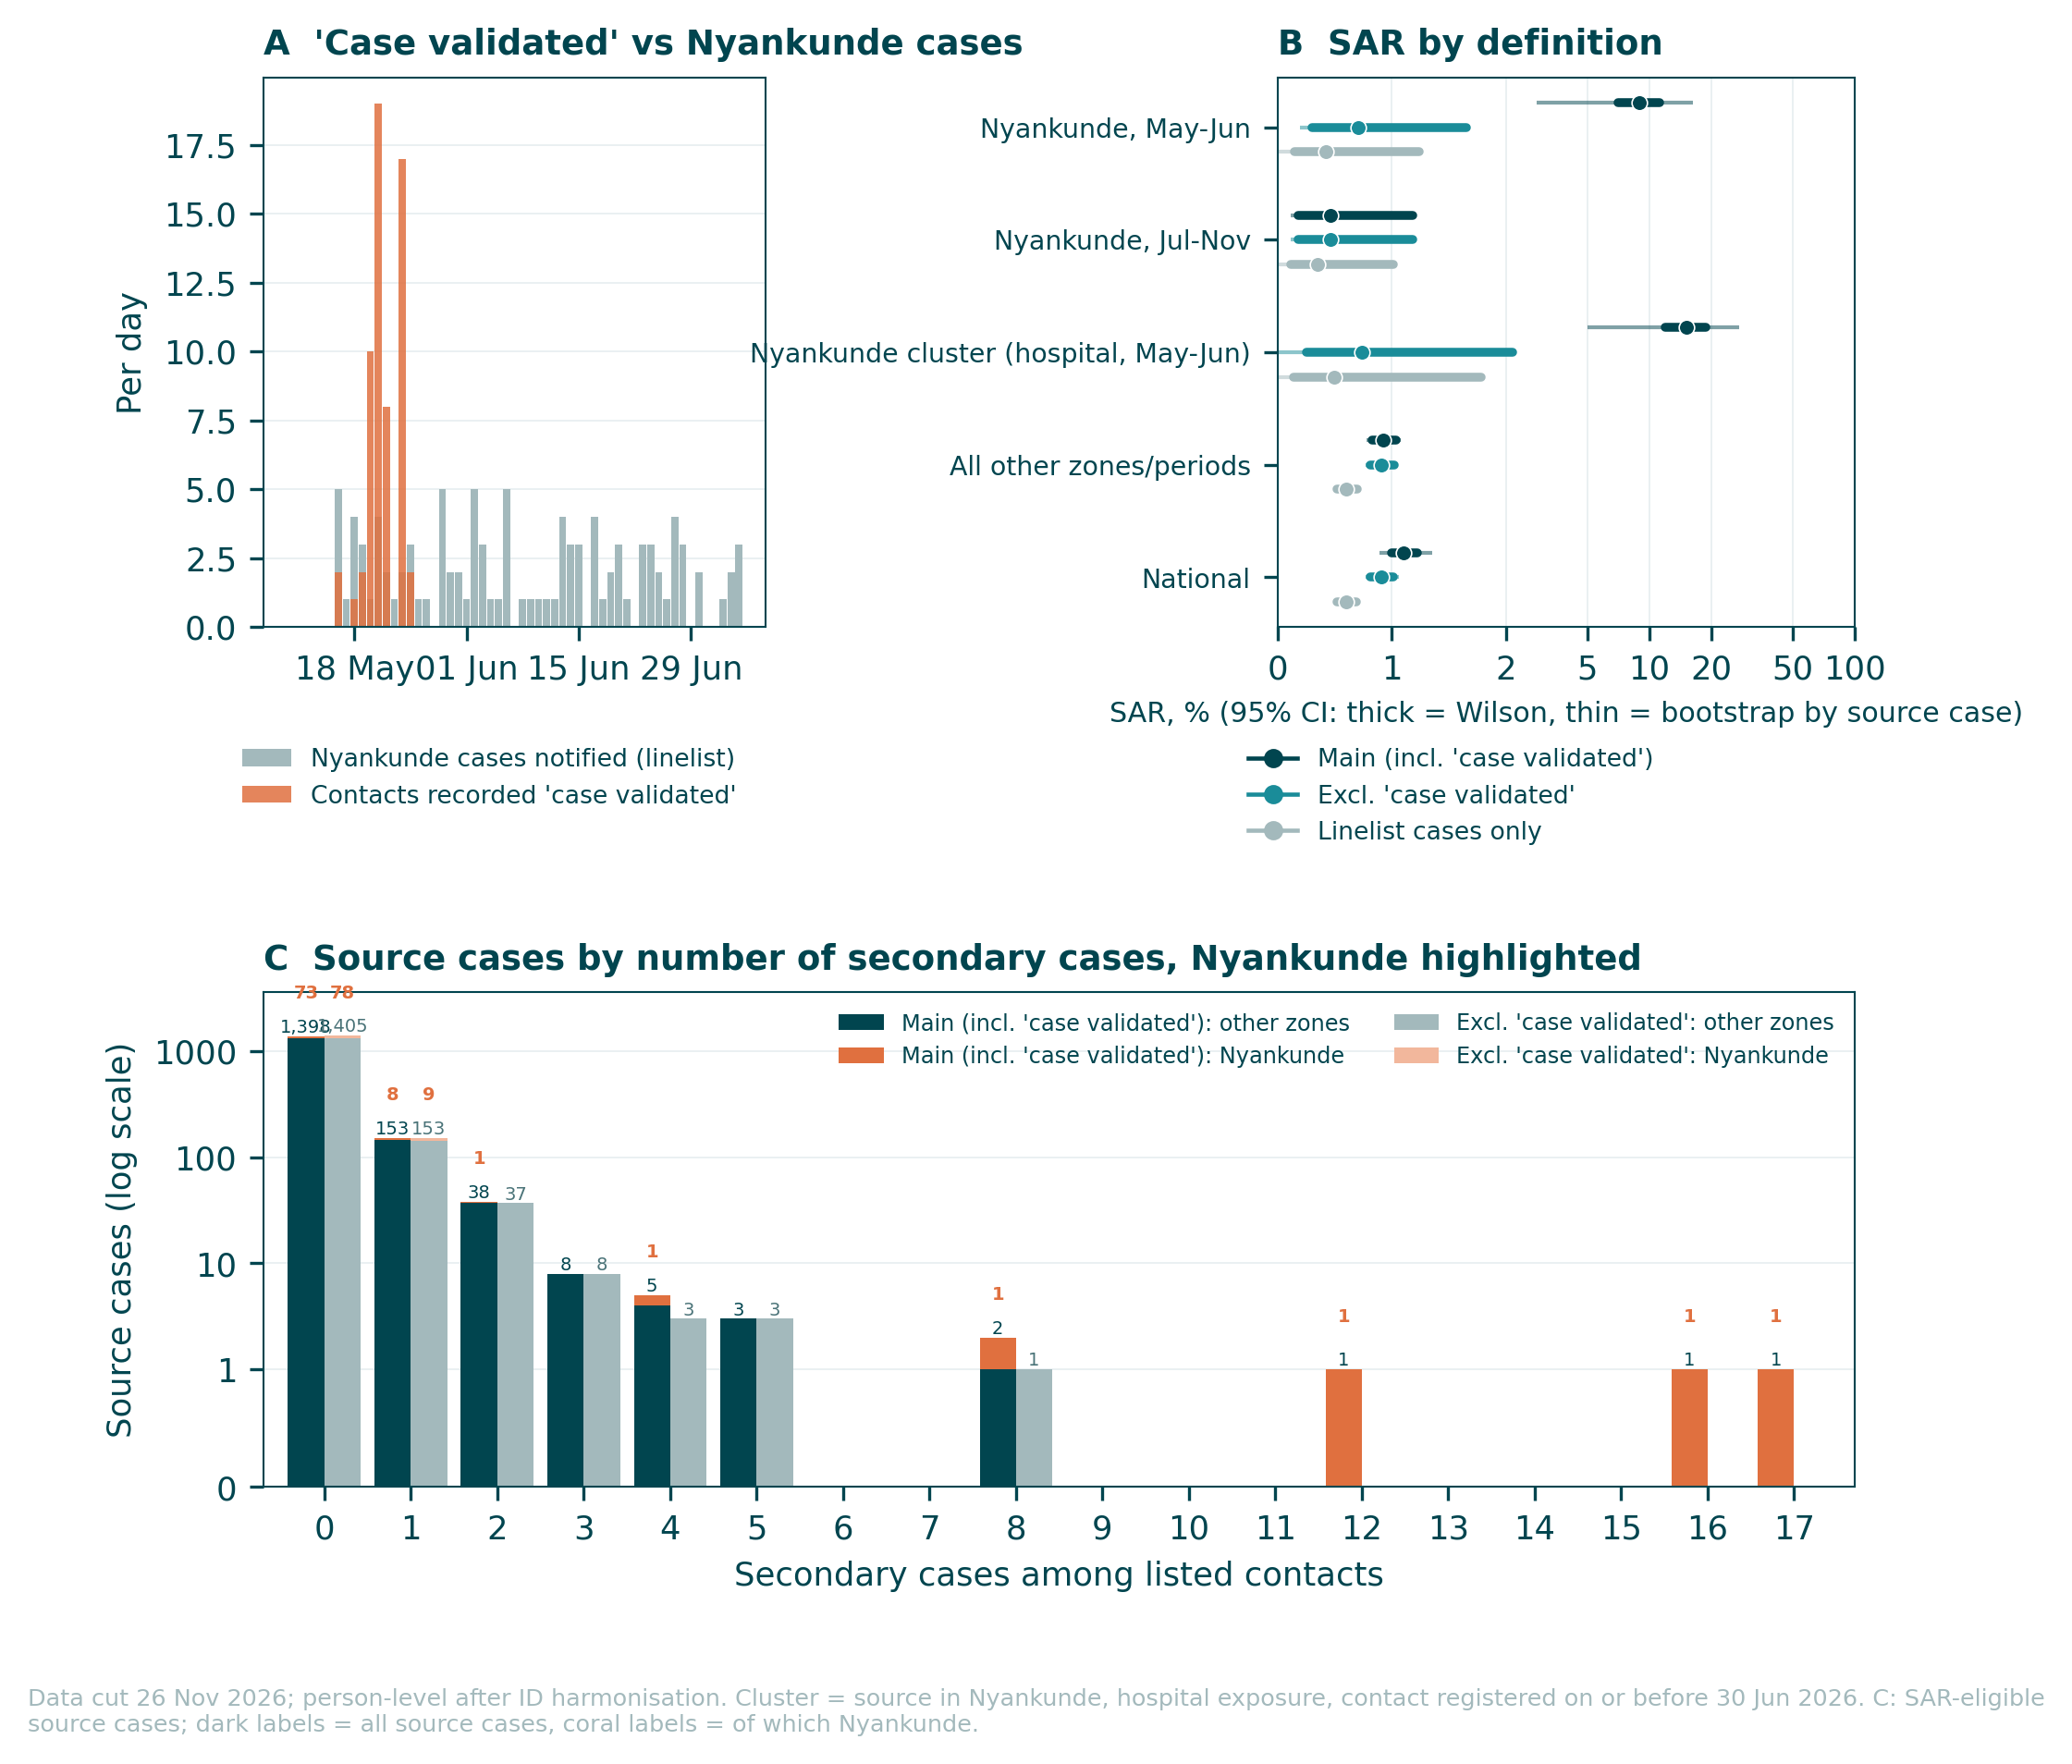 A 'Case validated' vs Nyankunde cases
Per day
17.5
15.0
12.5
10.0
7.5
5.0
2.5
0.0
18 May
01 Jun
15 Jun
29 Jun
Nyankunde cases notified (linelist)
Contacts recorded 'case validated'
B SAR by definition
Nyankunde, May-Jun
Nyankunde, Jul-Nov
Nyankunde cluster (hospital, May-Jun)
All other zones/periods
National
0 1 2 5 10 20 50 100
SAR, % (95% CI: thick = Wilson, thin = bootstrap by source case)
Main (incl. 'case validated')
Excl. 'case validated'
Linelist cases only
C Source cases by number of secondary cases, Nyankunde highlighted
Source cases (log scale)
1000
100
10
1
0
Main (incl. 'case validated'): other zones
Main (incl. 'case validated'): Nyankunde
Excl. 'case validated': other zones
Excl. 'case validated': Nyankunde
73 78
1,398 1,405
8 9
153 153
1
38 37
8 8
1
5 3
3 3
1
2 1
1
1
1
1
1
1
0 1 2 3 4 5 6 7 8 9 10 11 12 13 14 15 16 17
Secondary cases among listed contacts
Data cut 26 Nov 2026; person-level after ID harmonisation. Cluster = source in Nyankunde, hospital exposure, contact registered on or before 30 Jun 2026. C: SAR-eligible
source cases; dark labels = all source cases, coral labels = of which Nyankunde.